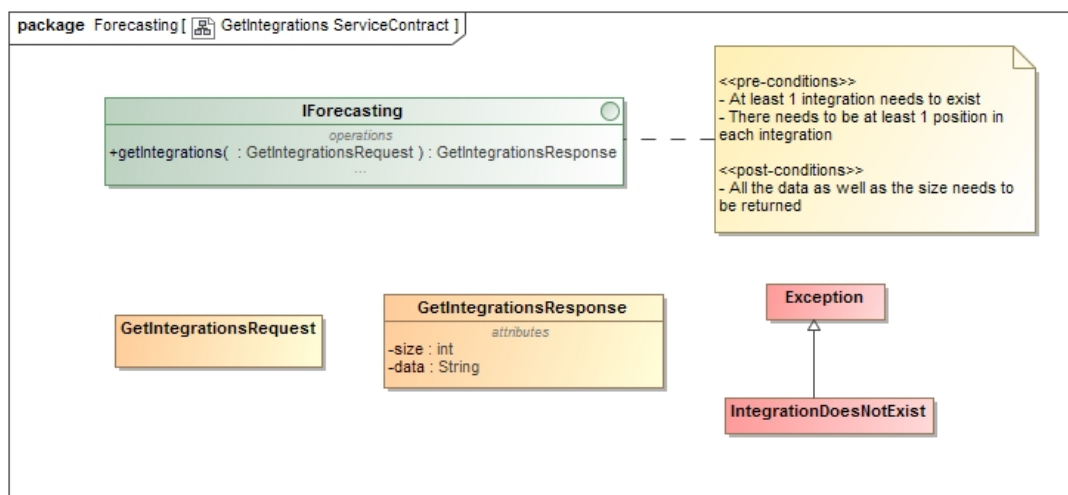 package Forecasting [ GetIntegrations ServiceContract ]
IForecasting
operations
+getIntegrations( : GetIntegrationsRequest ) : GetIntegrationsResponse
...
<<pre-conditions>>
- At least 1 integration needs to exist
- There needs to be at least 1 position in
each integration
<<post-conditions>>
- All the data as well as the size needs to
be returned
GetIntegrationsRequest
GetIntegrationsResponse
attributes
-size : int
-data : String
Exception
IntegrationDoesNotExist